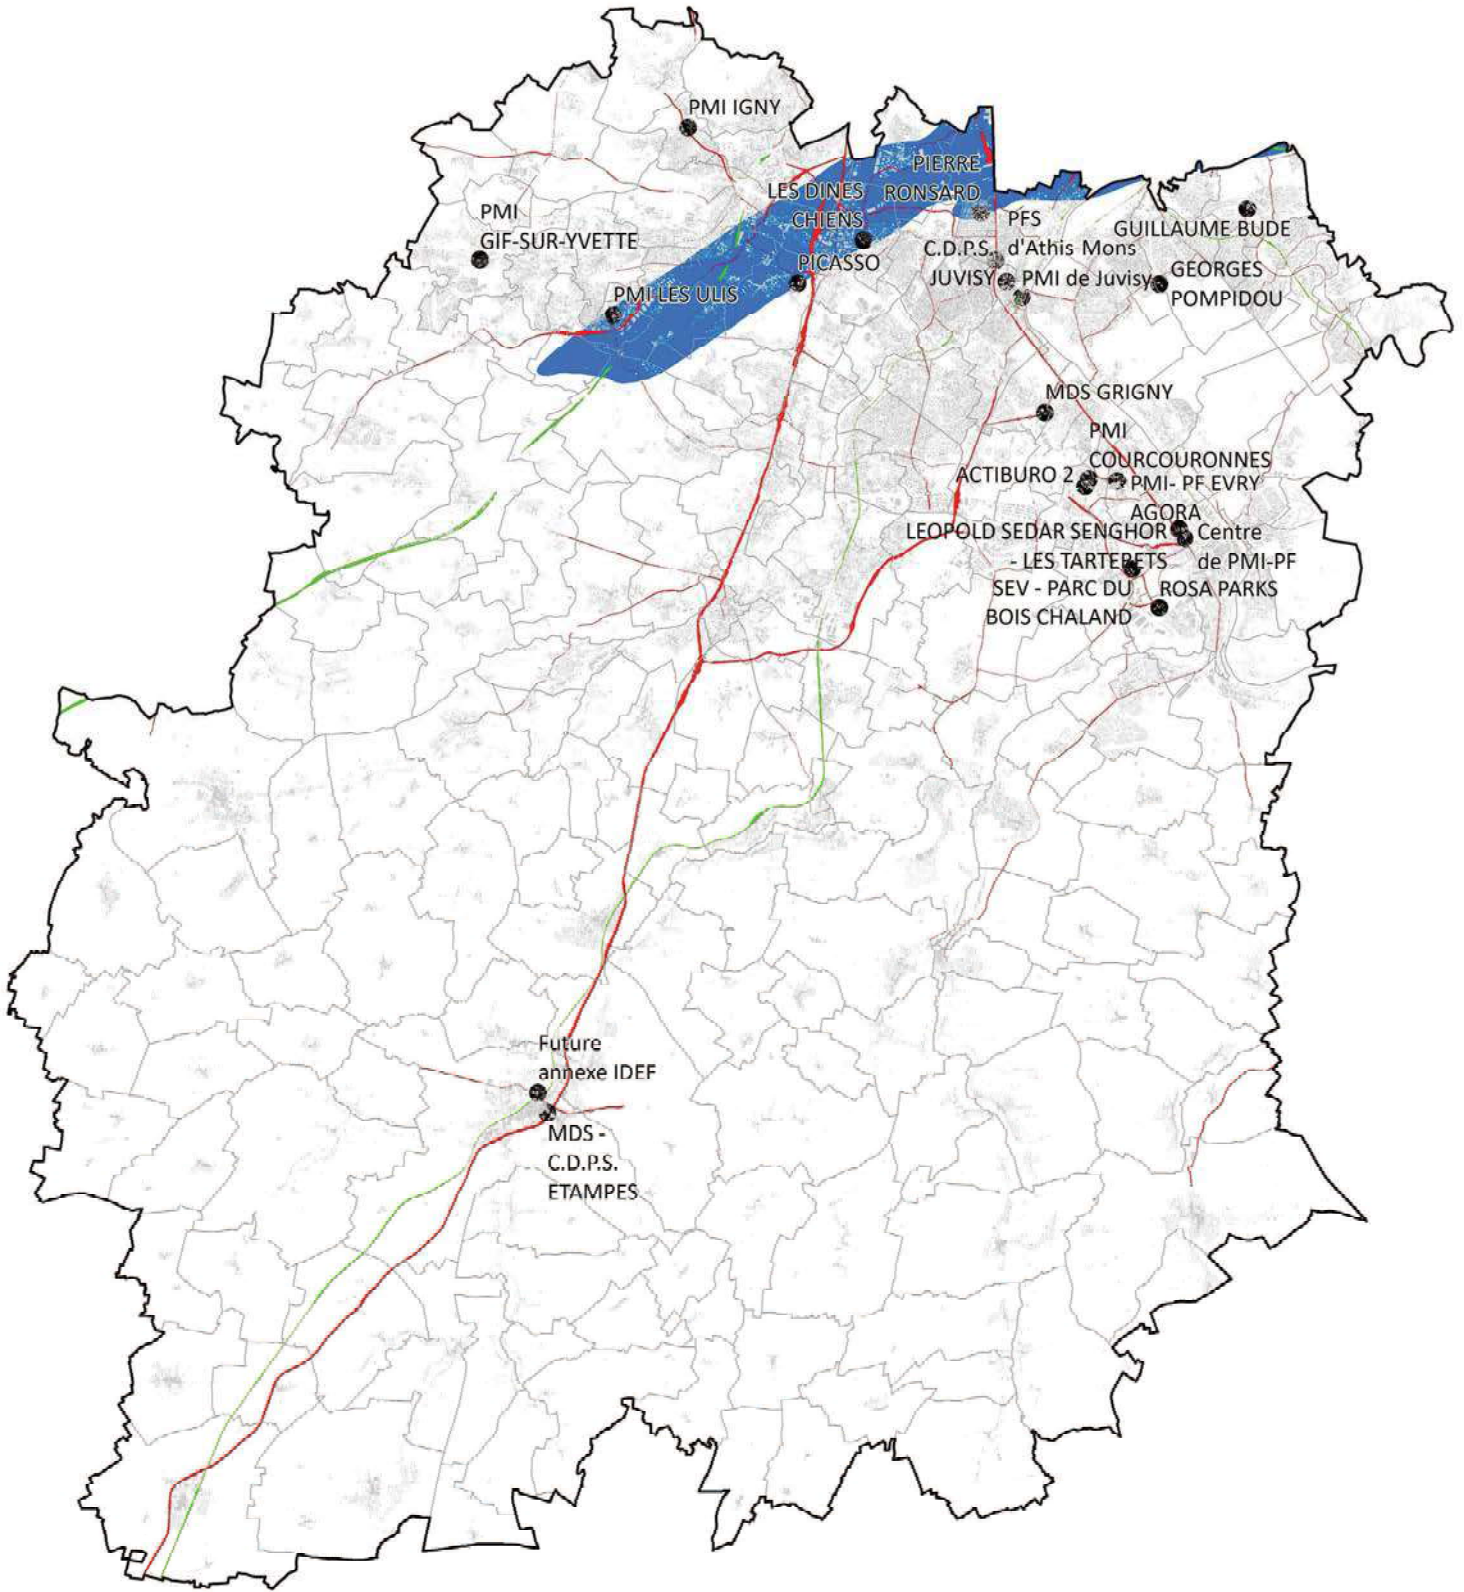 PMI IGNY
PIERRE
RONSARD
LES DINES
CHIENS
PMI
GIF-SUR-YVETTE
PFS
d'Athis Mons
GUILLAUME BUDE
C.D.P.S.
JUVISY
PMI de Juvisy
PICASSO
GEORGES
POMPIDOU
PMI LES ULIS
MDS GRIGNY
PMI
COURCOURONNES
ACTIBURO 2
PMI- PF EVRY
AGORA
LEOPOLD SEDAR SENGHOR
- LES TARTERETS
Centre
de PMI-PF
SEV - PARC DU
BOIS CHALAND
ROSA PARKS
Future
annexe IDEF
MDS -
C.D.P.S.
ETAMPES